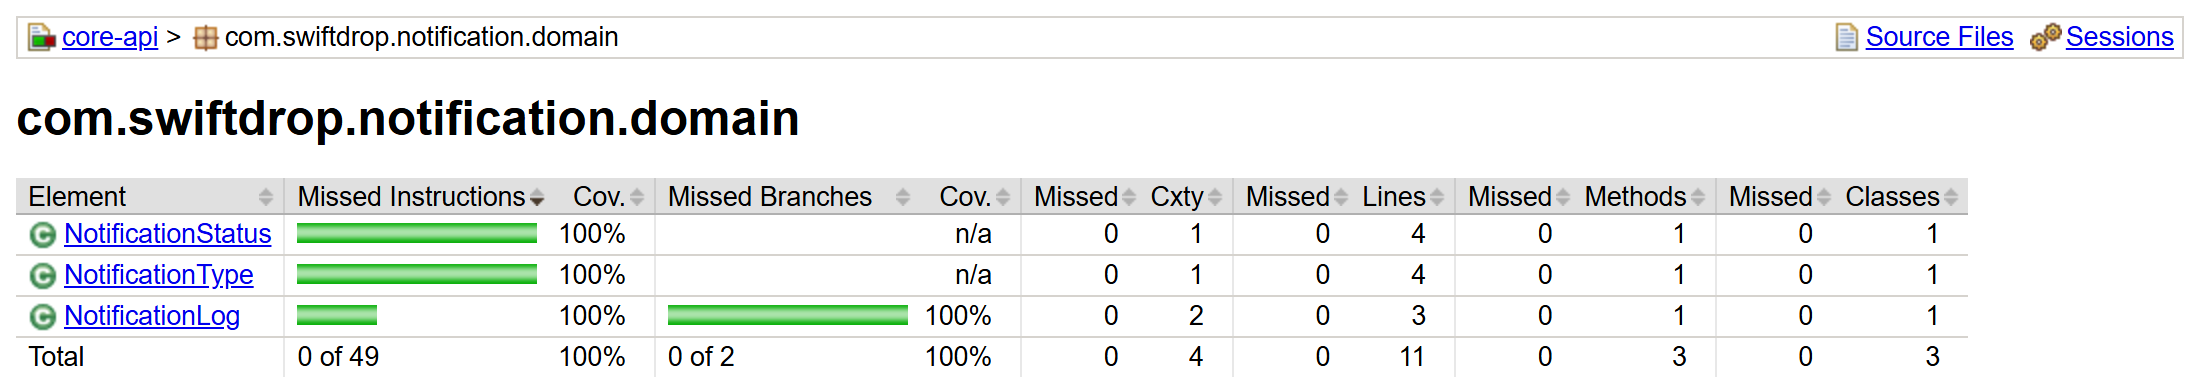 core-api > com.swiftdrop.notification.domain Source Files Sessions
com.swiftdrop.notification.domain
Element Missed Instructions Cov. Missed Branches Cov. Missed Cxty Missed Lines Missed Methods Missed Classes
NotificationStatus 100% n/a 0 1 0 4 0 1 0 1
NotificationType 100% n/a 0 1 0 4 0 1 0 1
NotificationLog 100% 100% 0 2 0 3 0 1 0 1
Total 0 of 49 100% 0 of 2 100% 0 4 0 11 0 3 0 3